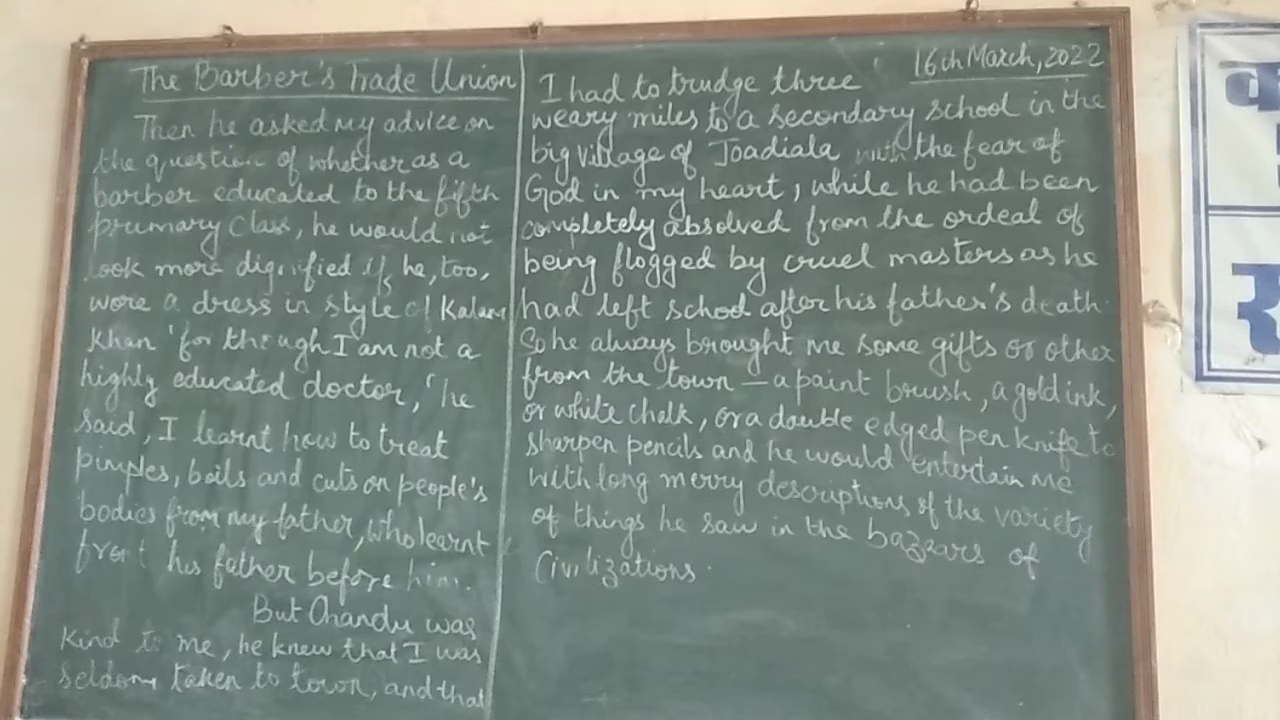 The Barber's Trade Union
Then he asked my advice on
the question of whether as a
barber educated to the fifth
primary class, he would not
look more dignified if he, too,
wore a dress in style of Kalan
Khan 'for though I am not a
highly educated doctor,' he
said, I learnt how to treat
pimples, boils and cuts on people's
bodies from my father, who learnt
from his father before him.
But Chandu was
kind to me, he knew that I was
seldom taken to town, and that
16th March, 2022
I had to trudge three
weary miles to a secondary school in the
big village of Joadiala with the fear of
God in my heart, while he had been
completely absolved from the ordeal of
being flogged by cruel masters as he
had left school after his father's death.
So he always brought me some gifts or other
from the town – a paint brush, a gold ink,
or white chalk, or a double edged pen knife to
sharpen pencils and he would entertain me
with long merry descriptions of the variety
of things he saw in the bazzars of
Civilizations.